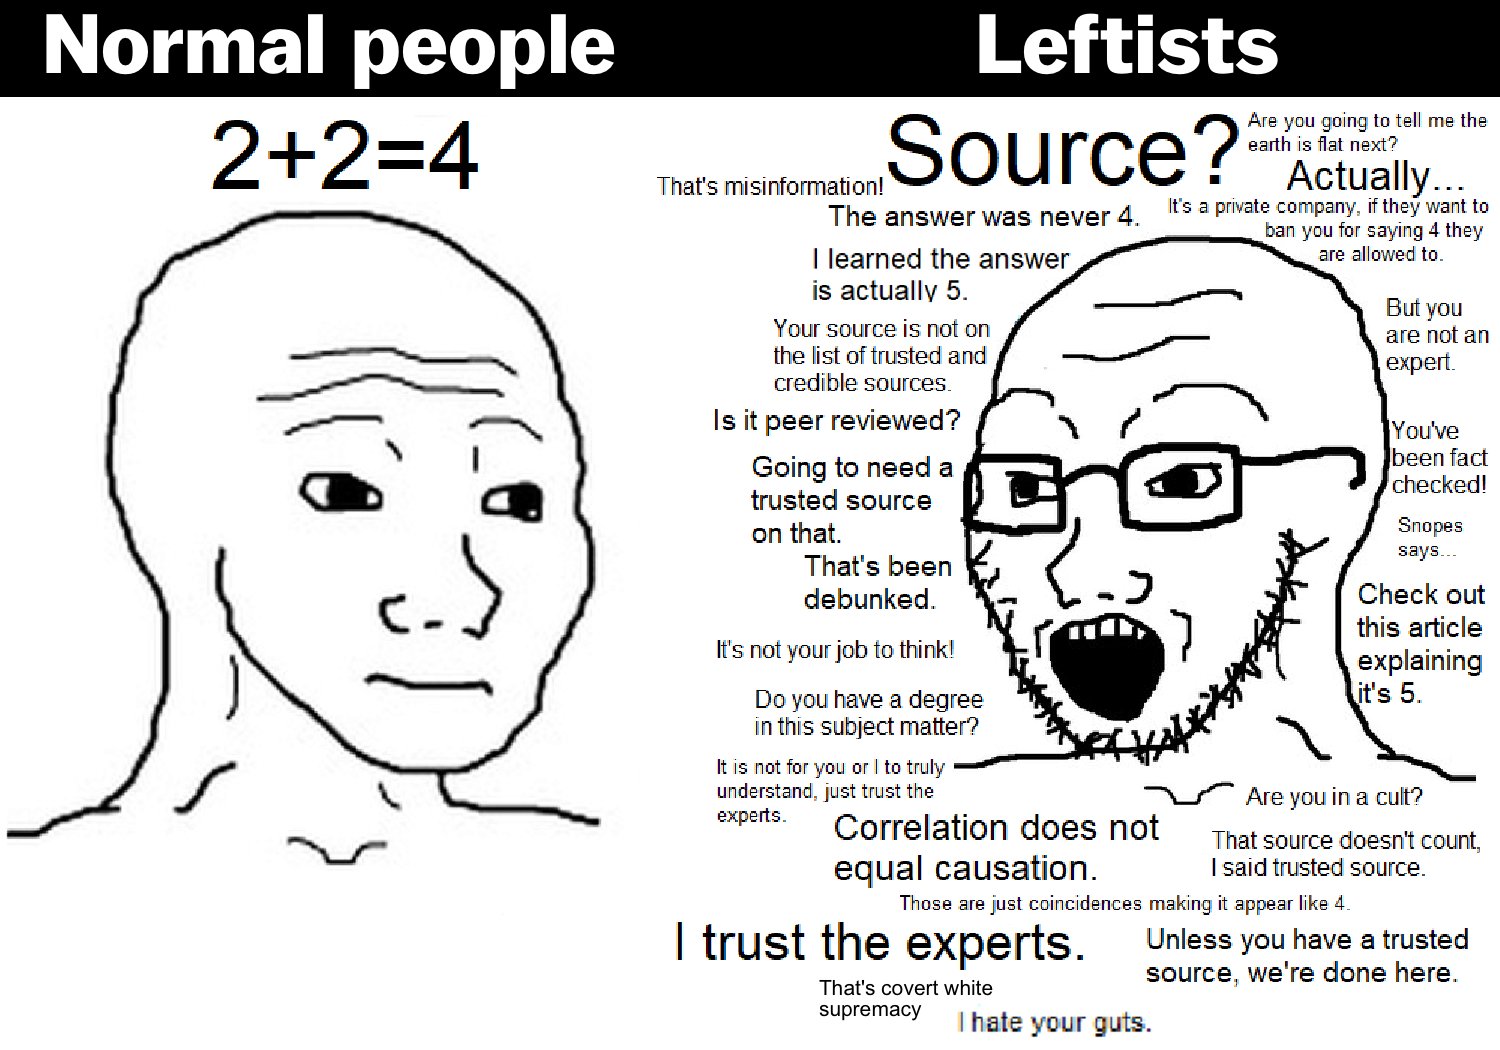 Normal people
Leftists
2+2=4
Source?
Are you going to tell me the
earth is flat next?
Actually...
That's misinformation!
The answer was never 4.
It's a private company, if they want to
ban you for saying 4 they
are allowed to.
I learned the answer
is actually 5.
But you
are not an
expert.
Your source is not on
the list of trusted and
credible sources.
Is it peer reviewed?
You've
been fact
checked!
Going to need a
trusted source
on that.
Snopes
says...
That's been
debunked.
Check out
this article
explaining
it's 5.
It's not your job to think!
Do you have a degree
in this subject matter?
It is not for you or I to truly
understand, just trust the
experts.
Are you in a cult?
Correlation does not
equal causation.
That source doesn't count,
I said trusted source.
Those are just coincidences making it appear like 4.
I trust the experts.
Unless you have a trusted
source, we're done here.
That's covert white
supremacy
I hate your guts.